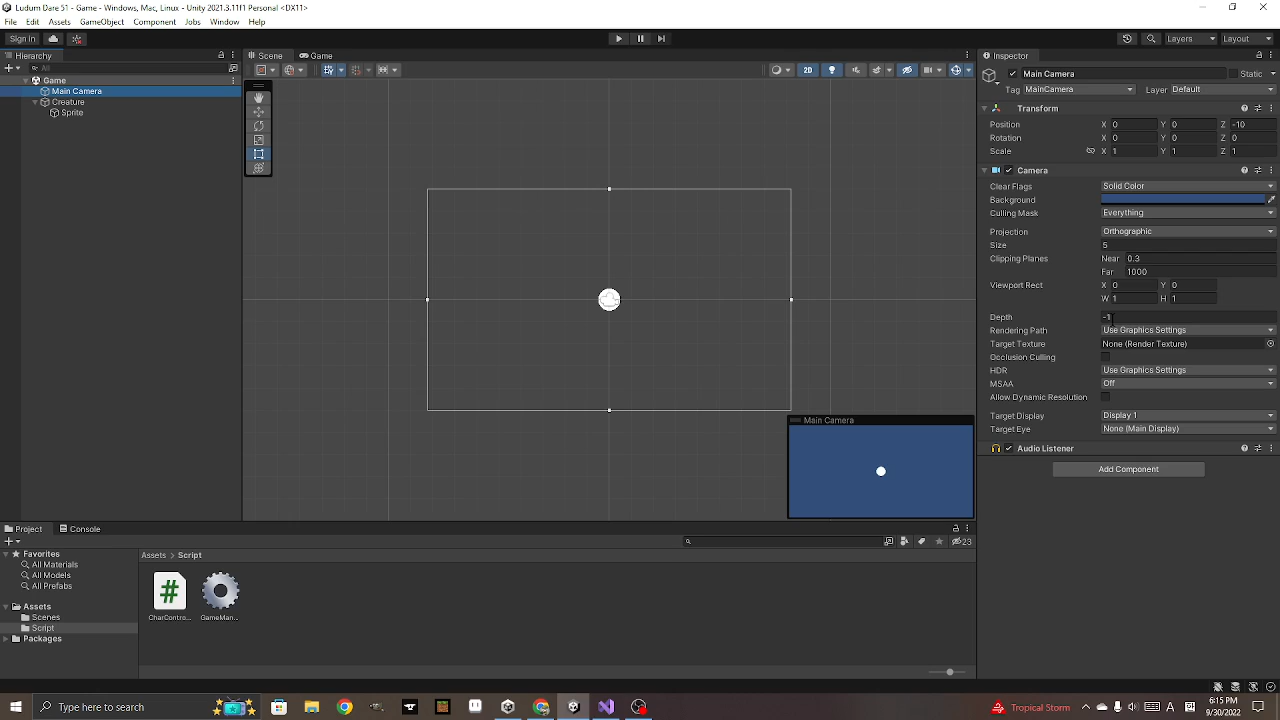 Ludum Dare 51 - Game - Windows, Mac, Linux - Unity 2021.3.11f1 Personal <DX11>
File Edit Assets GameObject Component Jobs Window Help
Sign in
Layers Layout
Hierarchy
All
Game
Main Camera
Creature
Sprite
Scene Game
2D
Main Camera
Inspector
Main Camera Static
Tag MainCamera Layer Default
Transform
Position X 0 Y 0 Z -10
Rotation X 0 Y 0 Z 0
Scale X 1 Y 1 Z 1
Camera
Clear Flags Solid Color
Background
Culling Mask Everything
Projection Orthographic
Size 5
Clipping Planes Near 0.3
Far 1000
Viewport Rect X 0 Y 0
W 1 H 1
Depth -1
Rendering Path Use Graphics Settings
Target Texture None (Render Texture)
Occlusion Culling
HDR Use Graphics Settings
MSAA Off
Allow Dynamic Resolution
Target Display Display 1
Target Eye None (Main Display)
Audio Listener
Add Component
Project Console
23
Favorites
All Materials
All Models
All Prefabs
Assets
Scenes
Script
Packages
Assets > Script
CharContro... GameMan...
Type here to search
Tropical Storm
A
6:15 PM
9/30/2022